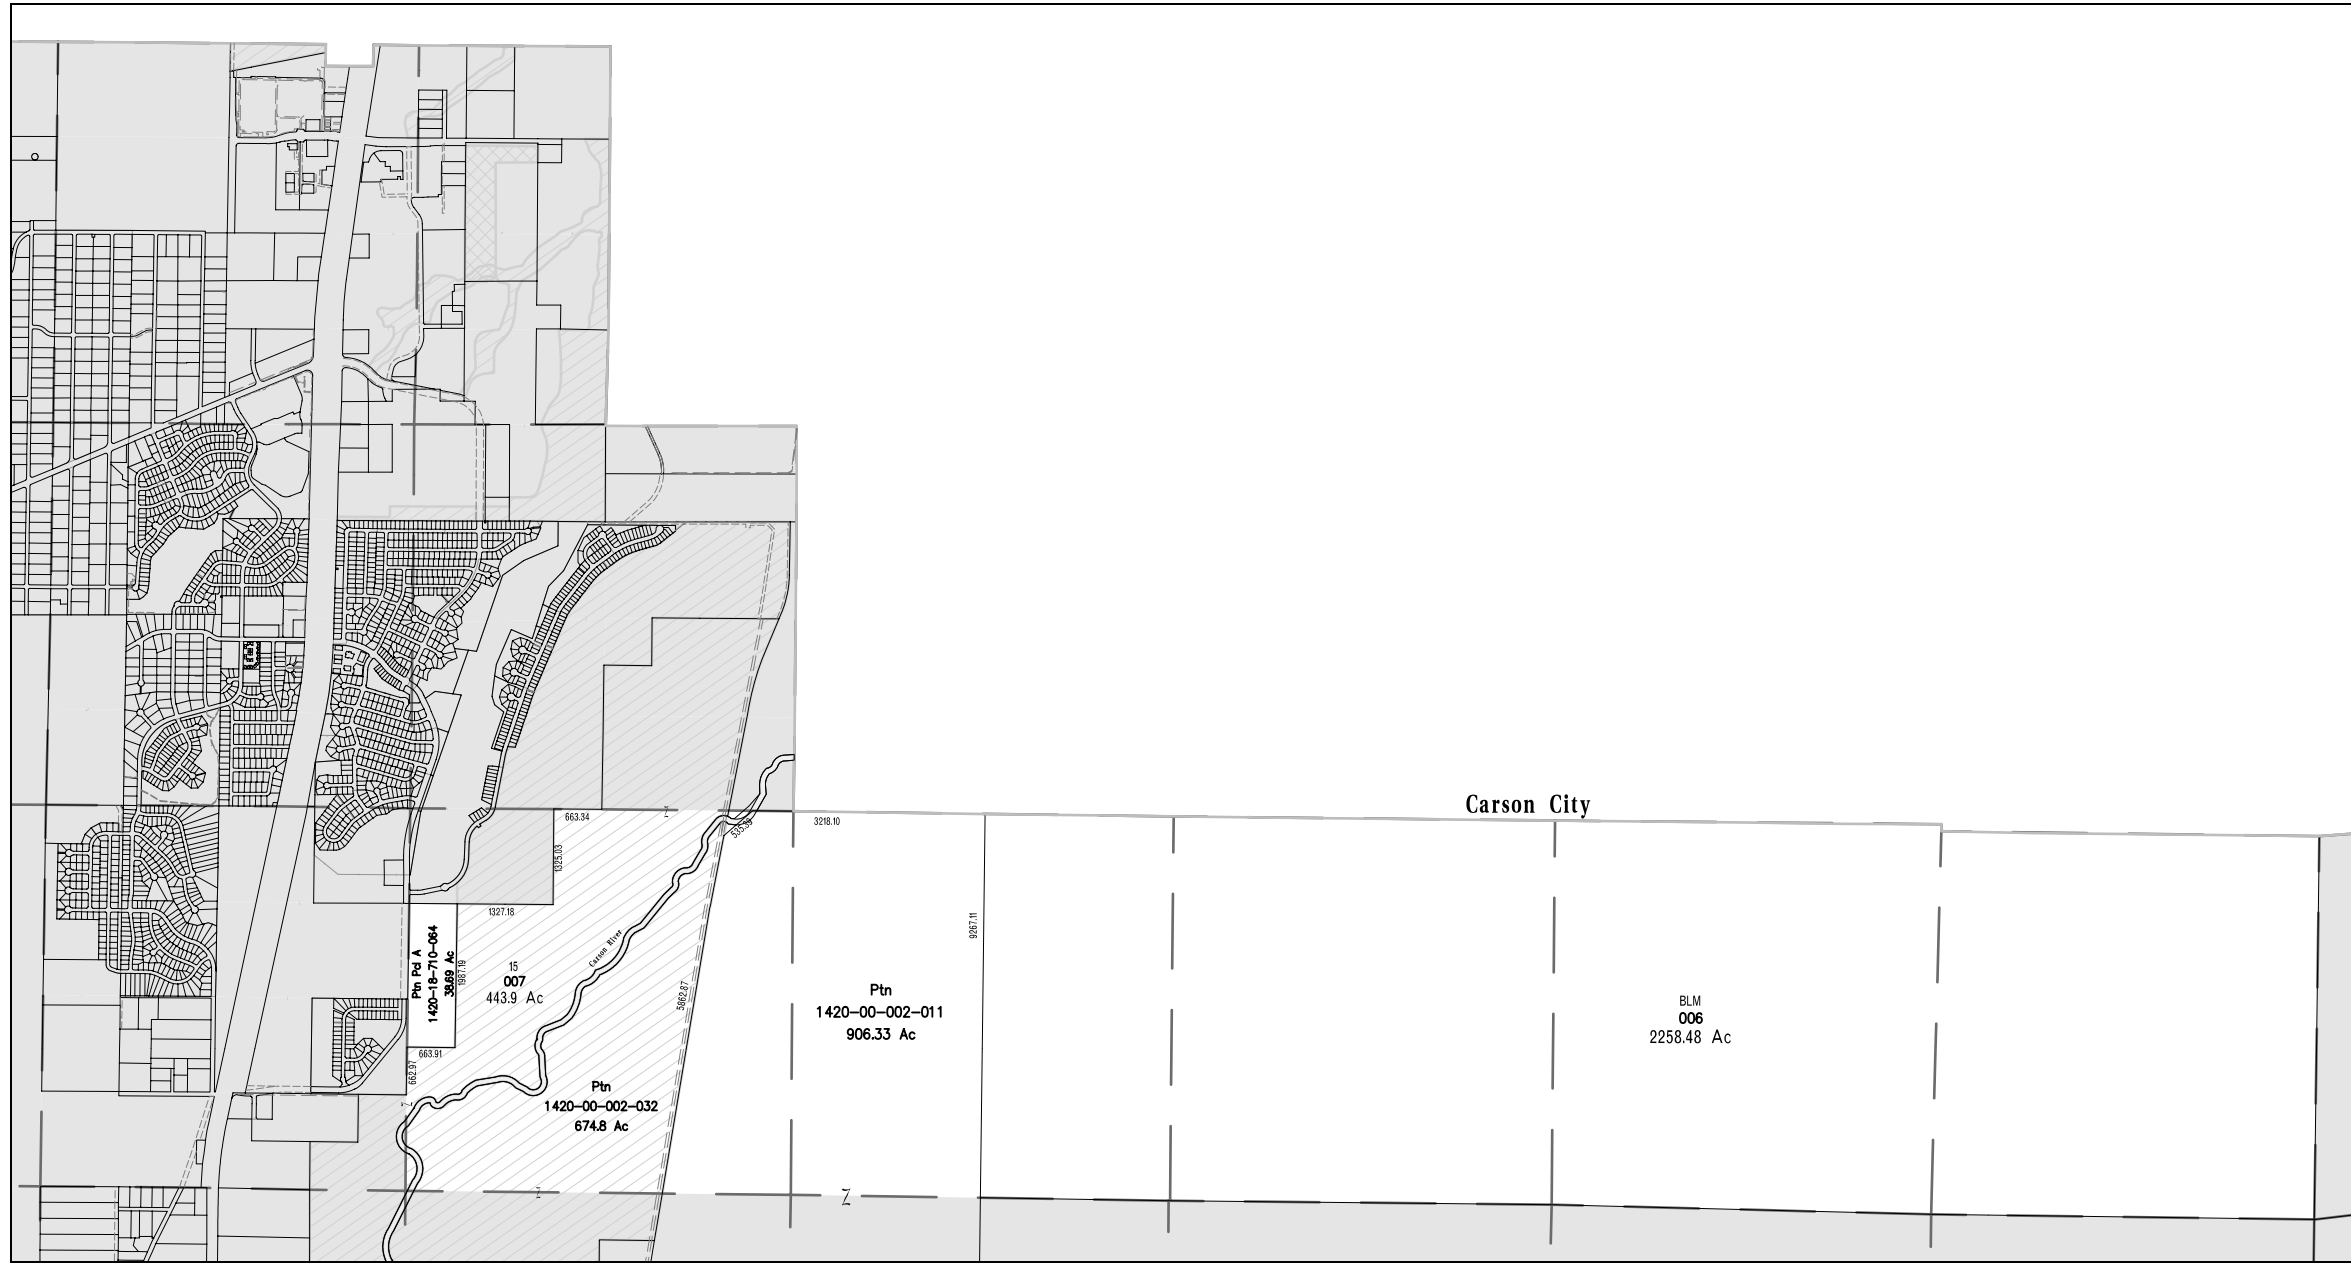 Carson City
663.34
Z
535.39
3218.10
1325.03
1327.18
9267.11
Carson River
Ptn Pcl A
1420-18-710-064
38.69 Ac
1987.19
15
007
443.9 Ac
5862.87
Ptn
1420-00-002-011
906.33 Ac
BLM
006
2258.48 Ac
663.91
662.97
Z
Ptn
1420-00-002-032
674.8 Ac
Z
Z